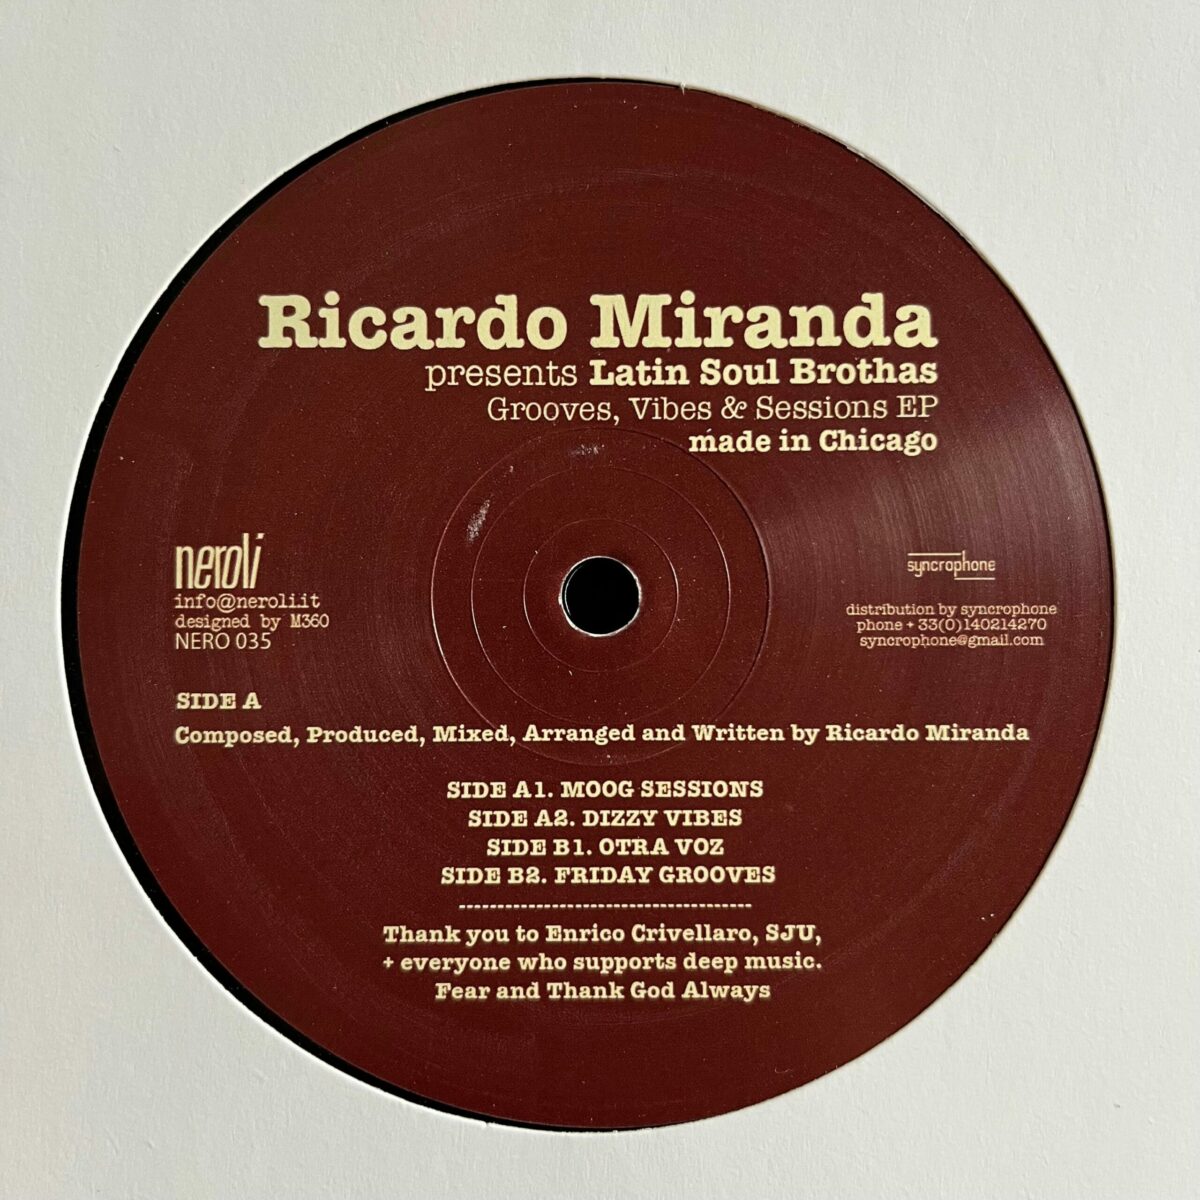 Ricardo Miranda
presents Latin Soul Brothas
Grooves, Vibes & Sessions EP
made in Chicago
neroli
info@neroli.it
designed by M360
NERO 035
syncrophone
distribution by syncrophone
phone + 33(0)140214270
syncrophone@gmail.com
SIDE A
Composed, Produced, Mixed, Arranged and Written by Ricardo Miranda
SIDE A1. MOOG SESSIONS
SIDE A2. DIZZY VIBES
SIDE B1. OTRA VOZ
SIDE B2. FRIDAY GROOVES
Thank you to Enrico Crivellaro, SJU,
+ everyone who supports deep music.
Fear and Thank God Always